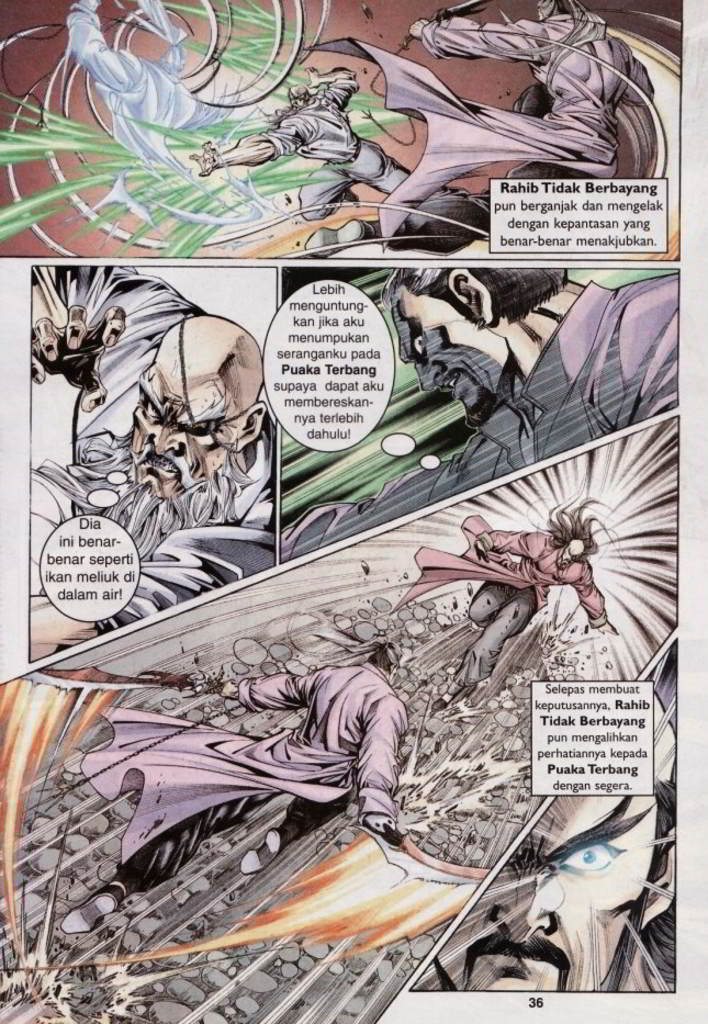 Rahib Tidak Berbayang
pun berganjak dan mengelak
dengan kepantasan yang
benar-benar menakjubkan.
Dia
ini benar-
benar seperti
ikan meliuk di
dalam air!
Lebih
menguntung-
kan jika aku
menumpukan
seranganku pada
Puaka Terbang
supaya dapat aku
membereskan-
nya terlebih
dahulu!
Selepas membuat
keputusannya, Rahib
Tidak Berbayang
pun mengalihkan
perhatiannya kepada
Puaka Terbang
dengan segera.
36